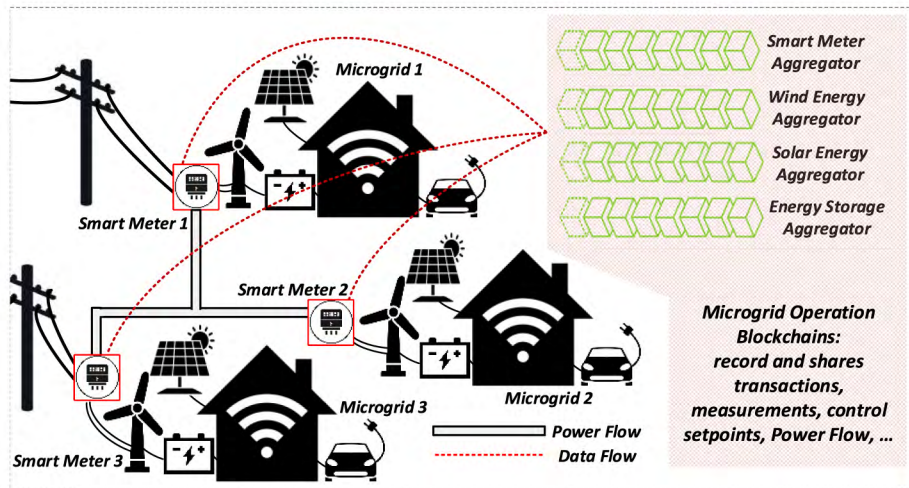 Microgrid 1
Smart Meter
Aggregator
Wind Energy
Aggregator
Solar Energy
Aggregator
Energy Storage
Aggregator
Smart Meter 1
Smart Meter 2
Microgrid Operation
Blockchains:
record and shares
transactions,
measurements, control
setpoints, Power Flow, ...
Microgrid 2
Microgrid 3
Power Flow
Data Flow
Smart Meter 3